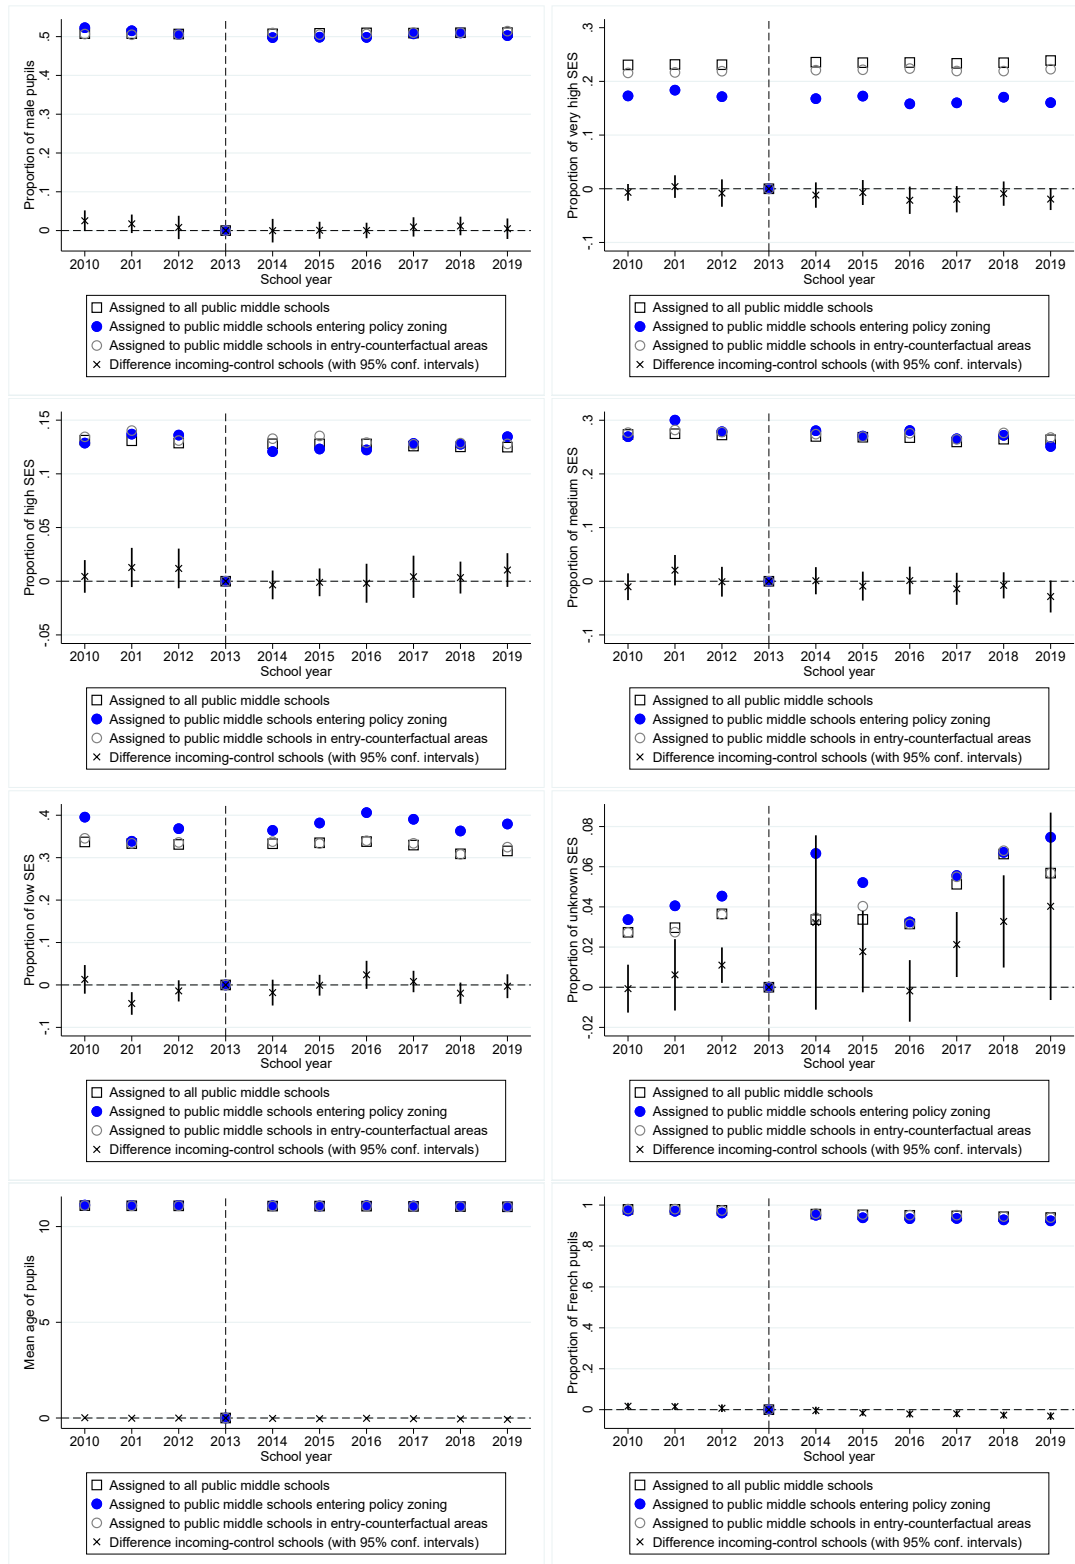 Proportion of male pupils
.5
.4
.3
.2
.1
0
2010 201 2012 2013 2014 2015 2016 2017 2018 2019
School year
Assigned to all public middle schools
Assigned to public middle schools entering policy zoning
Assigned to public middle schools in entry-counterfactual areas
Difference incoming-control schools (with 95% conf. intervals)
Proportion of very high SES
.3
.2
.1
0
-.1
2010 201 2012 2013 2014 2015 2016 2017 2018 2019
School year
Assigned to all public middle schools
Assigned to public middle schools entering policy zoning
Assigned to public middle schools in entry-counterfactual areas
Difference incoming-control schools (with 95% conf. intervals)
Proportion of high SES
.15
.1
.05
0
-.05
2010 201 2012 2013 2014 2015 2016 2017 2018 2019
School year
Assigned to all public middle schools
Assigned to public middle schools entering policy zoning
Assigned to public middle schools in entry-counterfactual areas
Difference incoming-control schools (with 95% conf. intervals)
Proportion of medium SES
.3
.2
.1
0
-.1
2010 201 2012 2013 2014 2015 2016 2017 2018 2019
School year
Assigned to all public middle schools
Assigned to public middle schools entering policy zoning
Assigned to public middle schools in entry-counterfactual areas
Difference incoming-control schools (with 95% conf. intervals)
Proportion of low SES
.4
.3
.2
.1
0
-.1
2010 201 2012 2013 2014 2015 2016 2017 2018 2019
School year
Assigned to all public middle schools
Assigned to public middle schools entering policy zoning
Assigned to public middle schools in entry-counterfactual areas
Difference incoming-control schools (with 95% conf. intervals)
Proportion of unknown SES
.08
.06
.04
.02
0
-.02
2010 201 2012 2013 2014 2015 2016 2017 2018 2019
School year
Assigned to all public middle schools
Assigned to public middle schools entering policy zoning
Assigned to public middle schools in entry-counterfactual areas
Difference incoming-control schools (with 95% conf. intervals)
Mean age of pupils
10
5
0
2010 201 2012 2013 2014 2015 2016 2017 2018 2019
School year
Assigned to all public middle schools
Assigned to public middle schools entering policy zoning
Assigned to public middle schools in entry-counterfactual areas
Difference incoming-control schools (with 95% conf. intervals)
Proportion of French pupils
1
.8
.6
.4
.2
0
2010 201 2012 2013 2014 2015 2016 2017 2018 2019
School year
Assigned to all public middle schools
Assigned to public middle schools entering policy zoning
Assigned to public middle schools in entry-counterfactual areas
Difference incoming-control schools (with 95% conf. intervals)